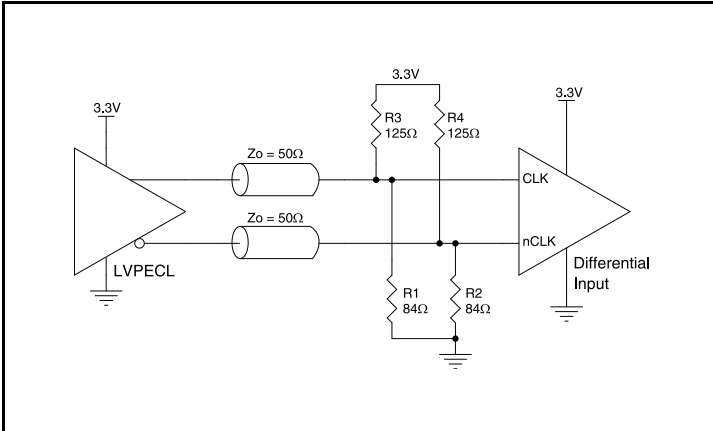 3.3V
3.3V
3.3V
R3
125Ω
R4
125Ω
Zo = 50Ω
CLK
Zo = 50Ω
nCLK
LVPECL
Differential
Input
R1
84Ω
R2
84Ω